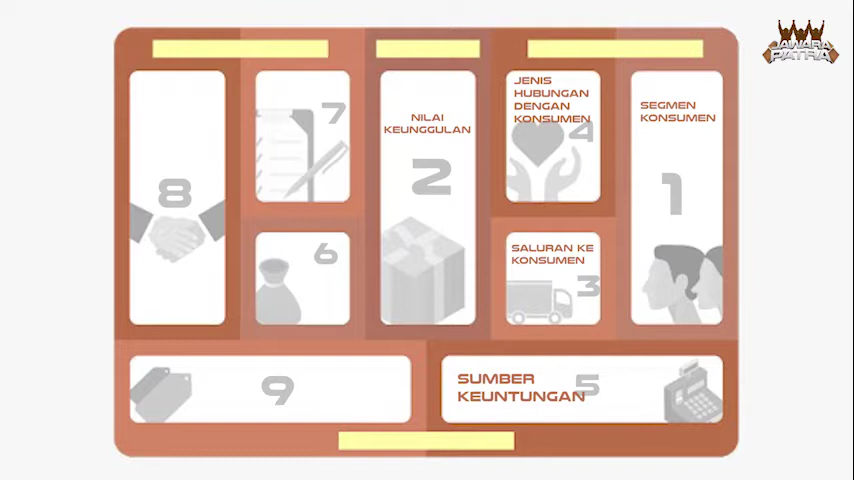 JAWARA
PATRA
8
7
6
NILAI
KEUNGGULAN
2
JENIS
HUBUNGAN
DENGAN
KONSUMEN
4
SALURAN KE
KONSUMEN
3
SEGMEN
KONSUMEN
1
9
SUMBER
KEUNTUNGAN
5